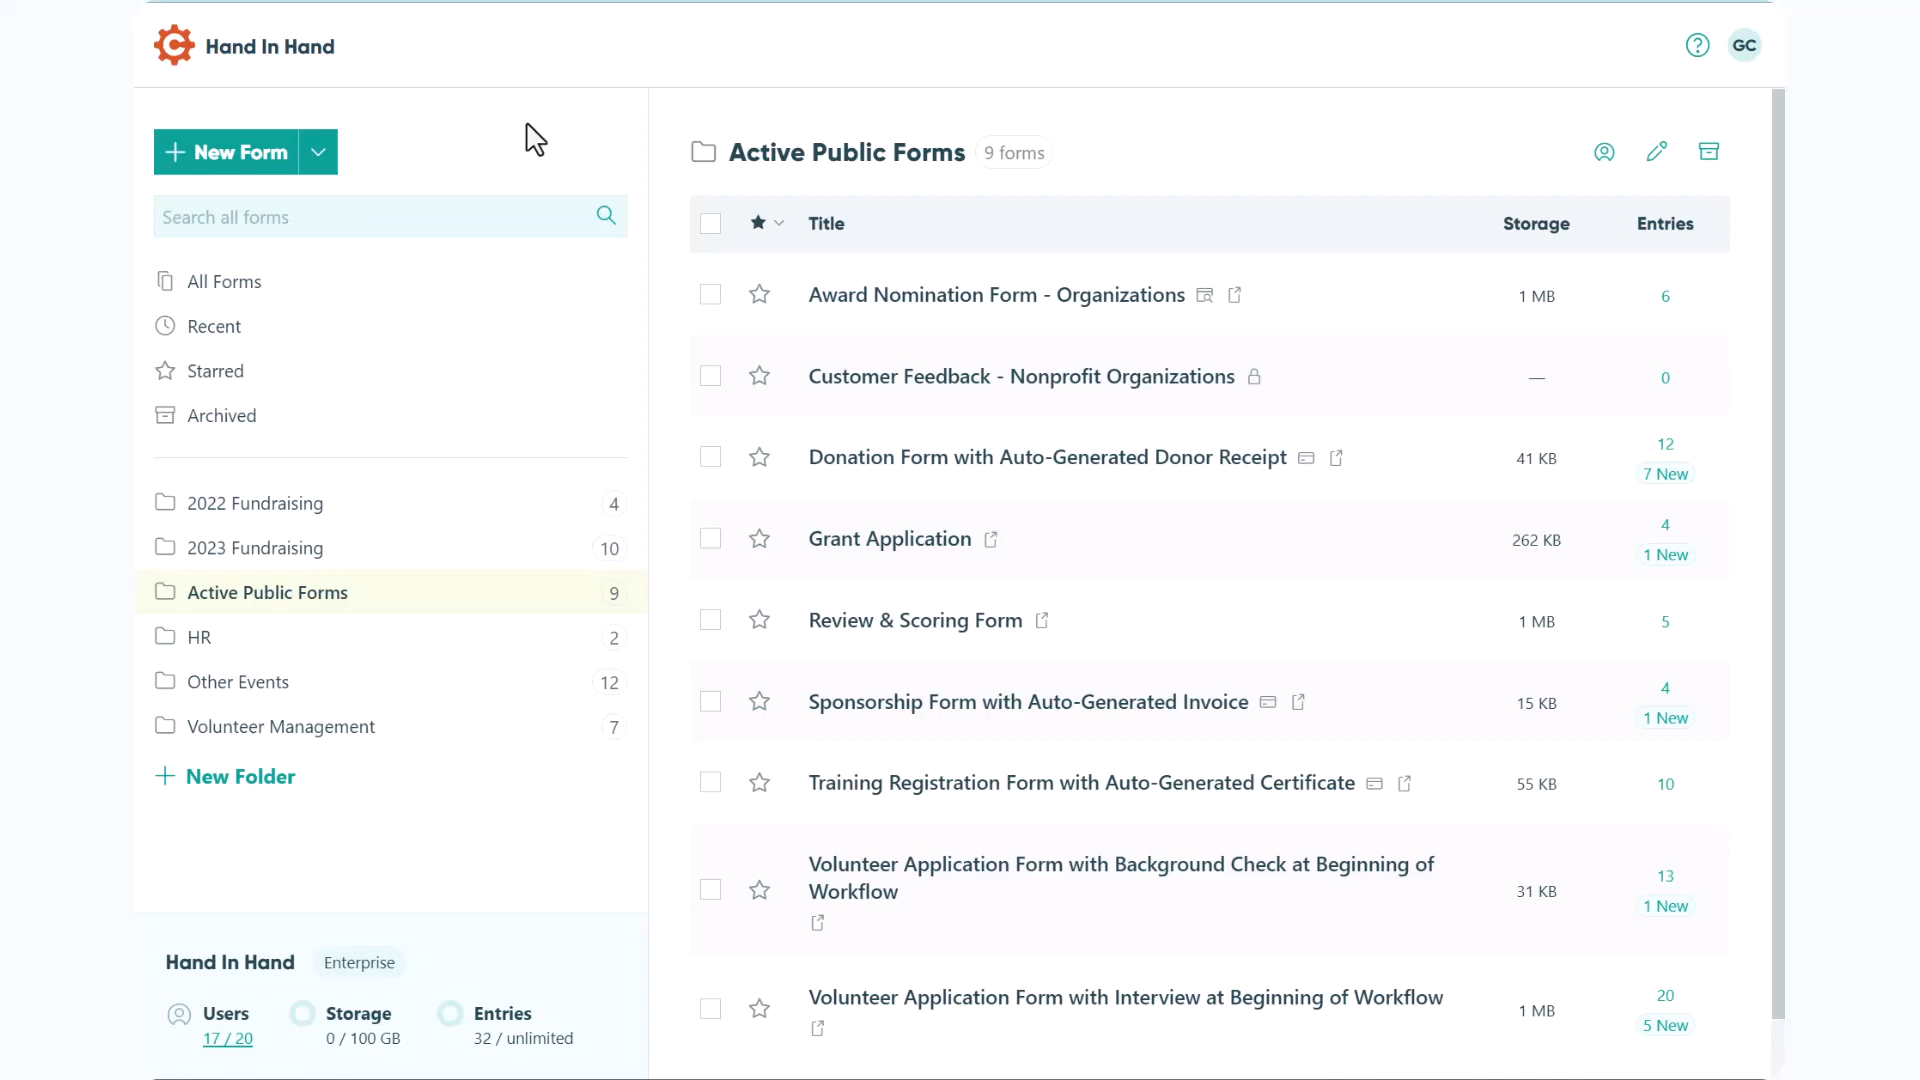 Hand In Hand
GC
New Form
Search all forms
All Forms
Recent
Starred
Archived
2022 Fundraising 4
2023 Fundraising 10
Active Public Forms 9
HR 2
Other Events 12
Volunteer Management 7
New Folder
Hand In Hand Enterprise
Users Storage Entries
17 / 20 0 / 100 GB 32 / unlimited
Active Public Forms 9 forms
Title Storage Entries
Award Nomination Form - Organizations 1 MB 6
Customer Feedback - Nonprofit Organizations — 0
Donation Form with Auto-Generated Donor Receipt 41 KB 12
7 New
Grant Application 262 KB 4
1 New
Review & Scoring Form 1 MB 5
Sponsorship Form with Auto-Generated Invoice 15 KB 4
1 New
Training Registration Form with Auto-Generated Certificate 55 KB 10
Volunteer Application Form with Background Check at Beginning of
Workflow 31 KB 13
1 New
Volunteer Application Form with Interview at Beginning of Workflow 1 MB 20
5 New